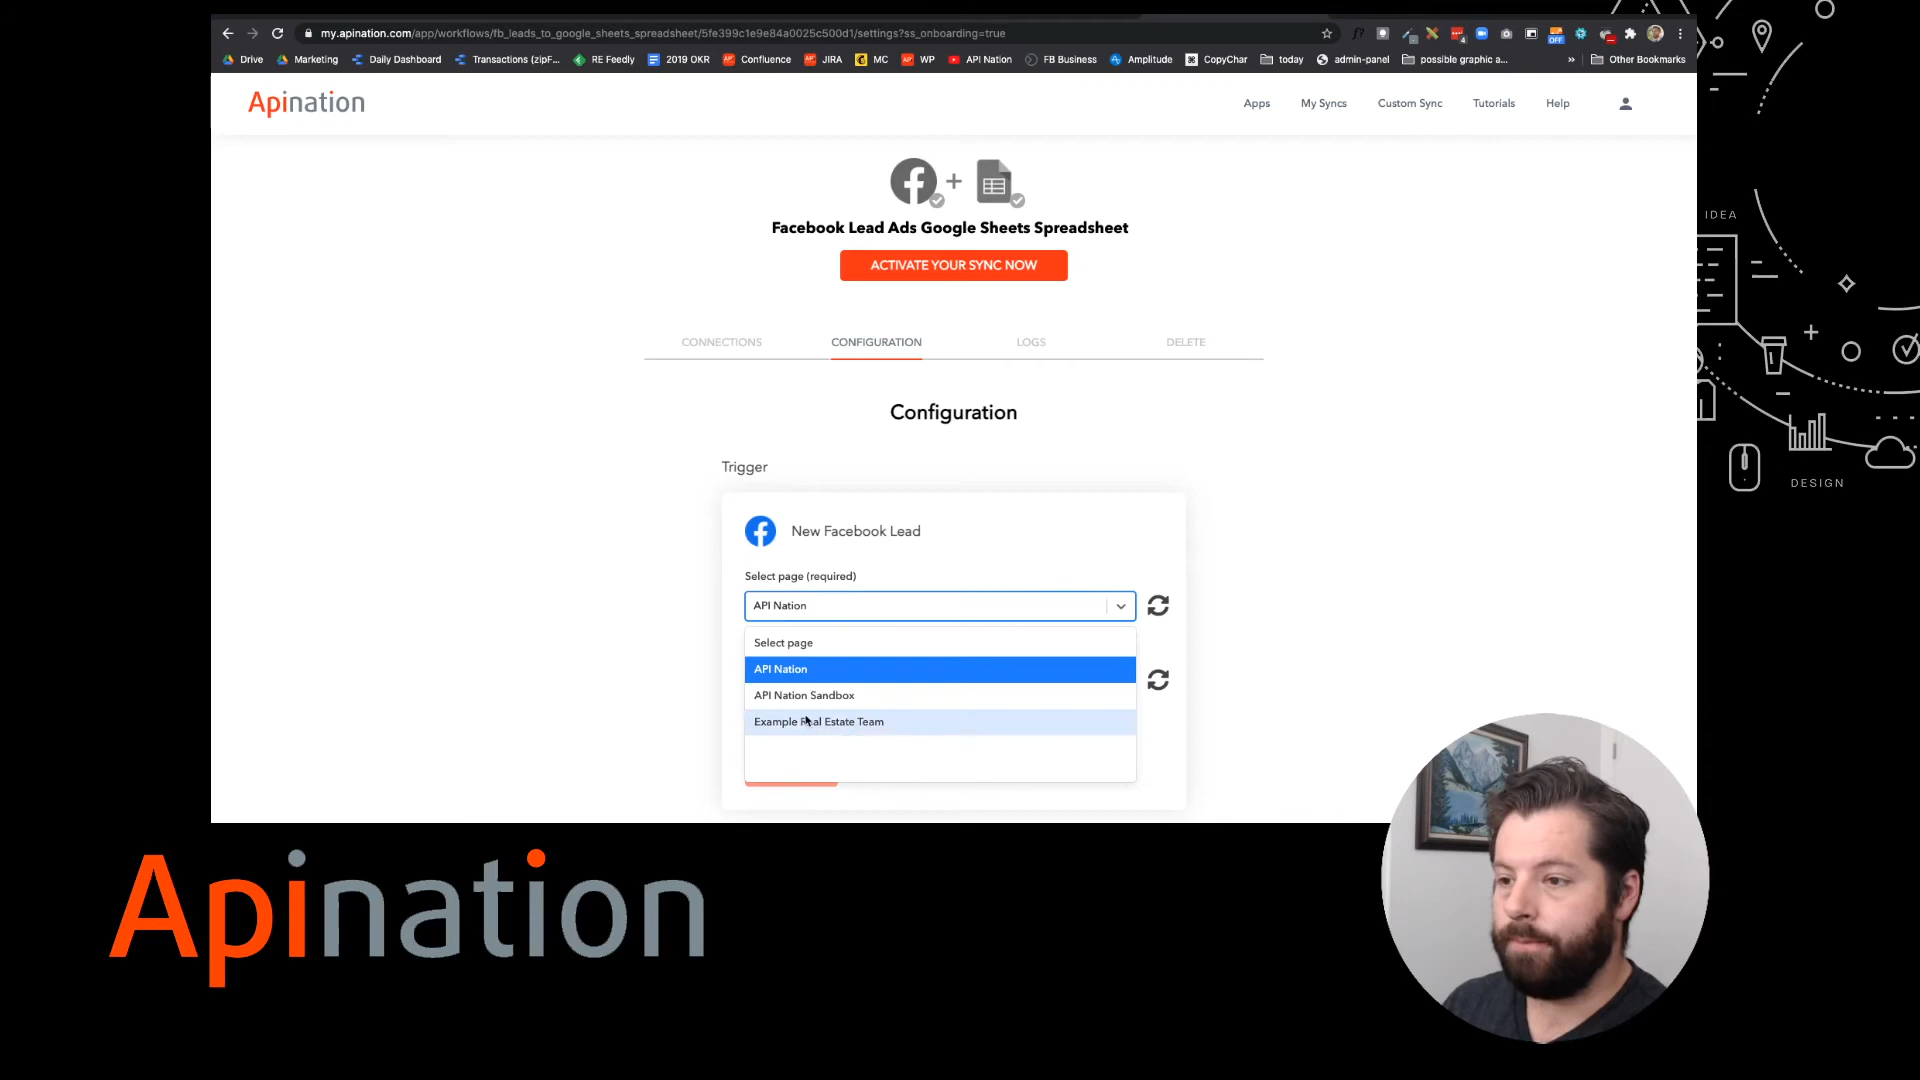 my.apination.com/app/workflows/fb_leads_to_google_sheets_spreadsheet/5fe399c1e9e84a0025c500d1/settings?ss_onboarding=true
Drive Marketing Daily Dashboard Transactions (zipF... RE Feedly 2019 OKR Confluence JIRA MC WP API Nation FB Business Amplitude CopyChar today admin-panel possible graphic a... » Other Bookmarks
Apination
Apps My Syncs Custom Sync Tutorials Help
Facebook Lead Ads Google Sheets Spreadsheet
ACTIVATE YOUR SYNC NOW
CONNECTIONS CONFIGURATION LOGS DELETE
Configuration
Trigger
New Facebook Lead
Select page (required)
API Nation
Select page
API Nation
API Nation Sandbox
Example Real Estate Team
IDEA
DESIGN
Apination